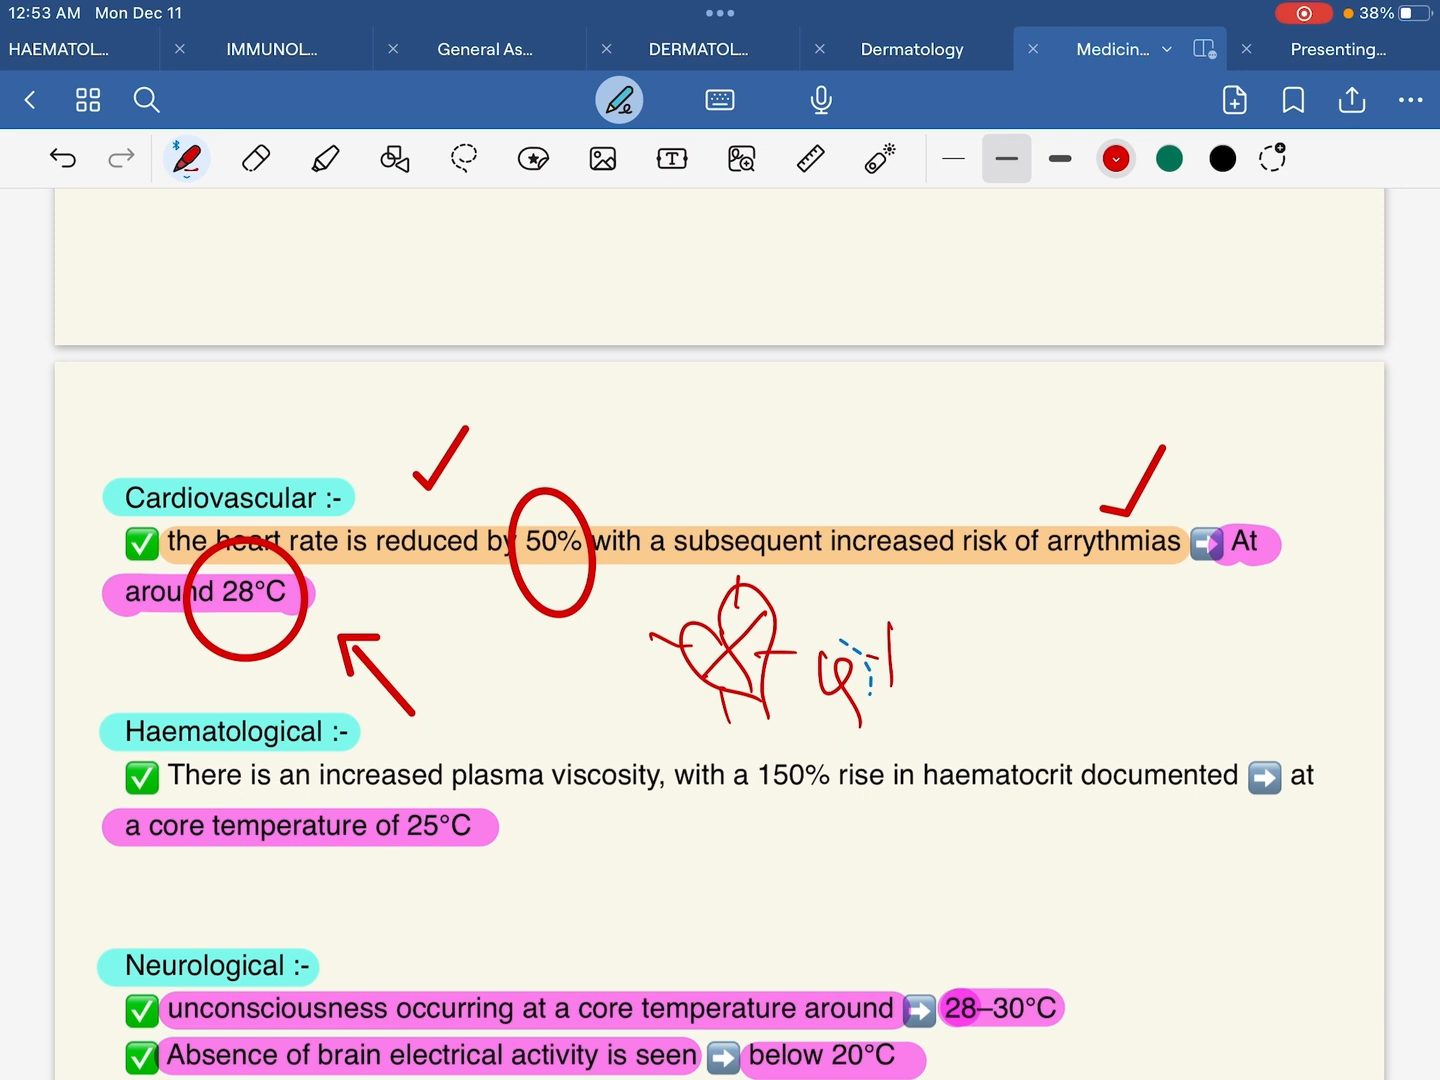 12:53 AM Mon Dec 11
38%
HAEMATOL...
IMMUNOL...
General As...
DERMATOL...
Dermatology
Medicin...
Presenting...
Cardiovascular :-
✅ the heart rate is reduced by 50% with a subsequent increased risk of arrythmias ➡️ At
around 28°C
Haematological :-
✅ There is an increased plasma viscosity, with a 150% rise in haematocrit documented ➡️ at
a core temperature of 25°C
Neurological :-
✅ unconsciousness occurring at a core temperature around ➡️ 28–30°C
✅ Absence of brain electrical activity is seen ➡️ below 20°C